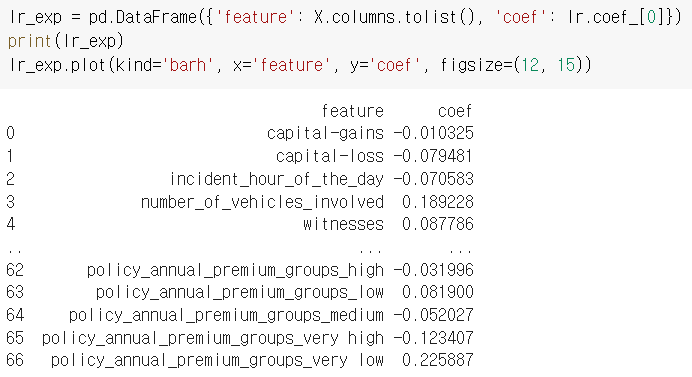 lr_exp = pd.DataFrame({'feature': X.columns.tolist(), 'coef': lr.coef_[0]})
print(lr_exp)
lr_exp.plot(kind='barh', x='feature', y='coef', figsize=(12, 15))
feature coef
0 capital-gains -0.010325
1 capital-loss -0.079481
2 incident_hour_of_the_day -0.070583
3 number_of_vehicles_involved 0.189228
4 witnesses 0.087786
.. ... ...
62 policy_annual_premium_groups_high -0.031996
63 policy_annual_premium_groups_low 0.081900
64 policy_annual_premium_groups_medium -0.052027
65 policy_annual_premium_groups_very high -0.123407
66 policy_annual_premium_groups_very low 0.225887